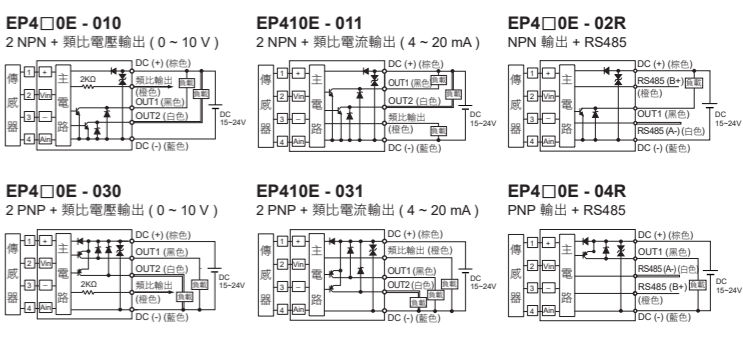 EP4□0E - 010
2 NPN + 類比電壓輸出 ( 0 ~ 10 V )
傳感器
1 +
2 Vin
3 −
4 Ain
主電路
2KΩ
DC (+) (棕色)
類比輸出
(橙色)
負載
負載
OUT1 (黑色)
OUT2 (白色)
DC
15~24V
DC (-) (藍色)
EP410E - 011
2 NPN + 類比電流輸出 ( 4 ~ 20 mA )
傳感器
1 +
2 Vin
3 −
4 Ain
主電路
DC (+) (棕色)
OUT1 (黑色)
負載
OUT2 (白色)
負載
類比輸出
(橙色)
負載
DC
15~24V
DC (-) (藍色)
EP4□0E - 02R
NPN 輸出 + RS485
傳感器
1 +
2 Vin
3 −
4 Ain
主電路
DC (+) (棕色)
RS485 (B+)
(橙色)
負載
OUT1 (黑色)
RS485 (A-) (白色)
DC
15~24V
DC (-) (藍色)
EP4□0E - 030
2 PNP + 類比電壓輸出 ( 0 ~ 10 V )
傳感器
1 +
2 Vin
3 −
4 Ain
主電路
2KΩ
DC (+) (棕色)
OUT1 (黑色)
OUT2 (白色)
類比輸出
(橙色)
負載
負載
DC
15~24V
DC (-) (藍色)
EP410E - 031
2 PNP + 類比電流輸出 ( 4 ~ 20 mA )
傳感器
1 +
2 Vin
3 −
4 Ain
主電路
DC (+) (棕色)
類比輸出 (橙色)
OUT1 (黑色)
OUT2 (白色)
負載
負載
負載
DC
15~24V
DC (-) (藍色)
EP4□0E - 04R
PNP 輸出 + RS485
傳感器
1 +
2 Vin
3 −
4 Ain
主電路
DC (+) (棕色)
OUT1 (黑色)
RS485 (A-) (白色)
RS485 (B+)
(橙色)
負載
DC
15~24V
DC (-) (藍色)